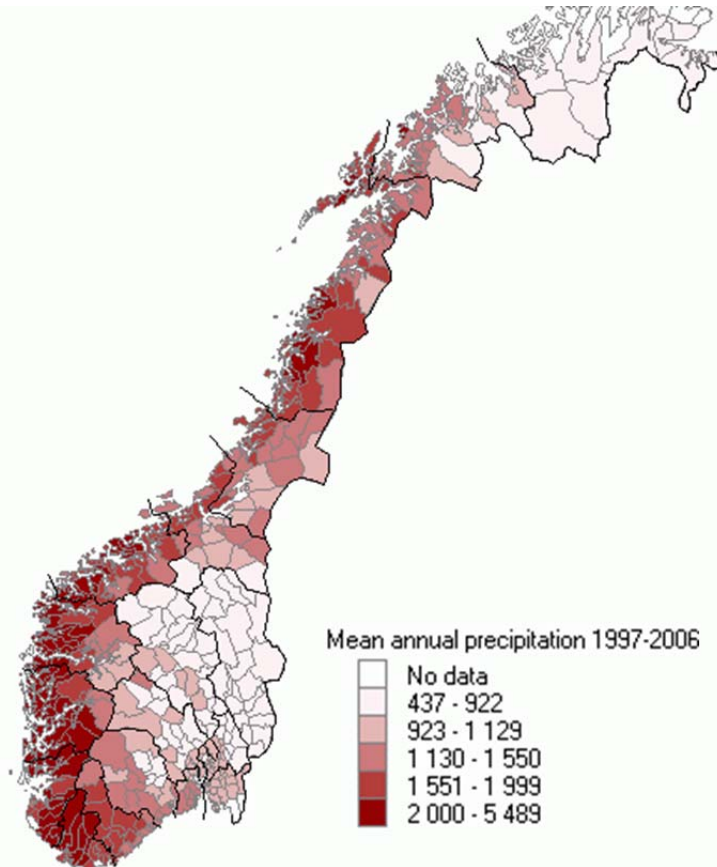 Mean annual precipitation 1997-2006
No data
437 - 922
923 - 1 129
1 130 - 1 550
1 551 - 1 999
2 000 - 5 489